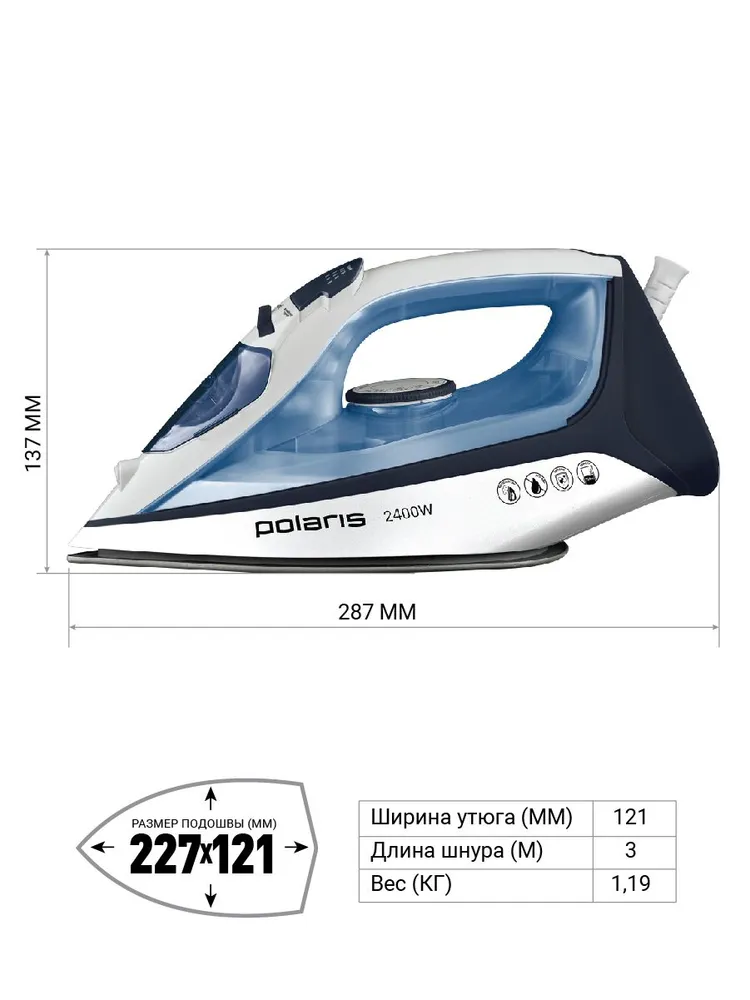 137 ММ
polaris 2400W
287 ММ
РАЗМЕР ПОДОШВЫ (ММ)
227x121
Ширина утюга (ММ) 121
Длина шнура (М) 3
Вес (КГ) 1,19